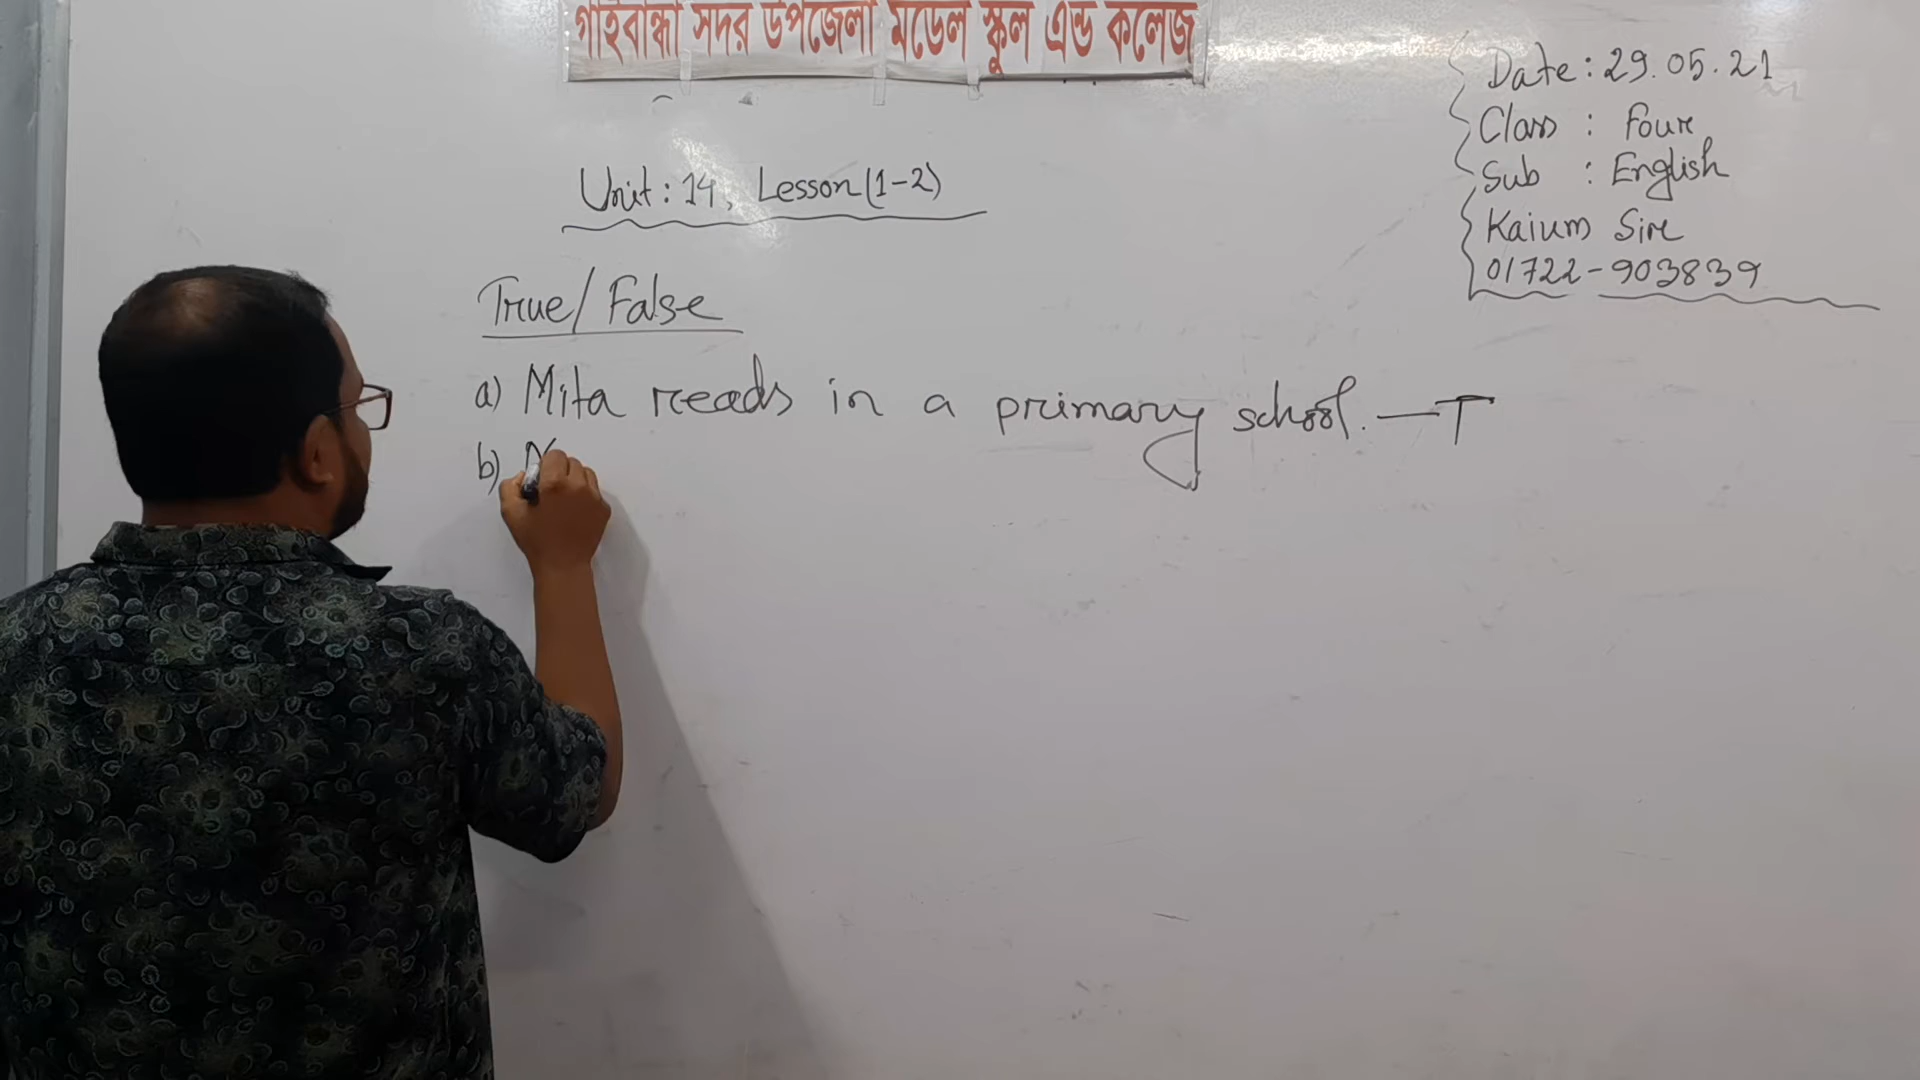 গাইবান্ধা সদর উপজেলা মডেল স্কুল এন্ড কলেজ
Date : 29.05.21
Class : Four
Sub : English
Kaium Sir
01722-903839
Unit : 14, Lesson (1-2)
True/False
a) Mita reads in a primary school. — T
b)